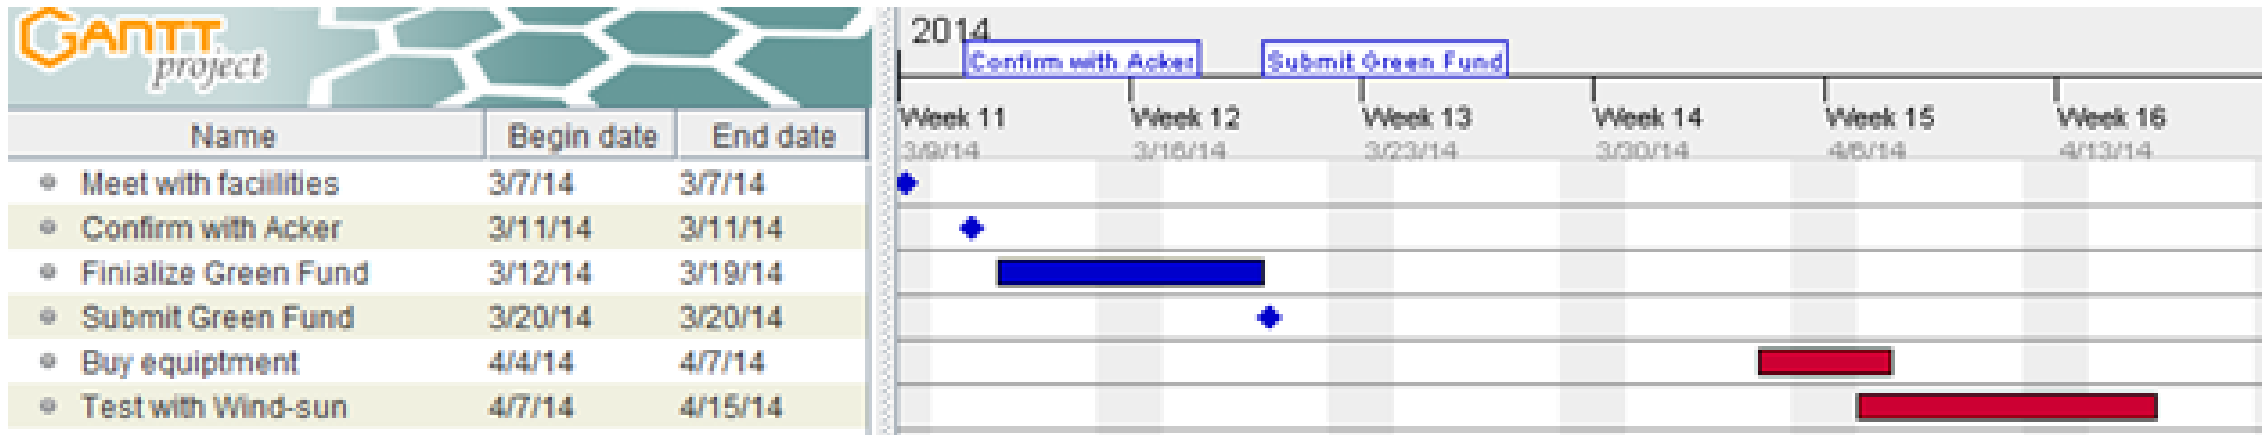 GANTT
project
2014
Confirm with Acker Submit Green Fund
Week 11 Week 12 Week 13 Week 14 Week 15 Week 16
3/9/14 3/16/14 3/23/14 3/30/14 4/6/14 4/13/14
Name Begin date End date
Meet with faciilities 3/7/14 3/7/14
Confirm with Acker 3/11/14 3/11/14
Finialize Green Fund 3/12/14 3/19/14
Submit Green Fund 3/20/14 3/20/14
Buy equiptment 4/4/14 4/7/14
Test with Wind-sun 4/7/14 4/15/14